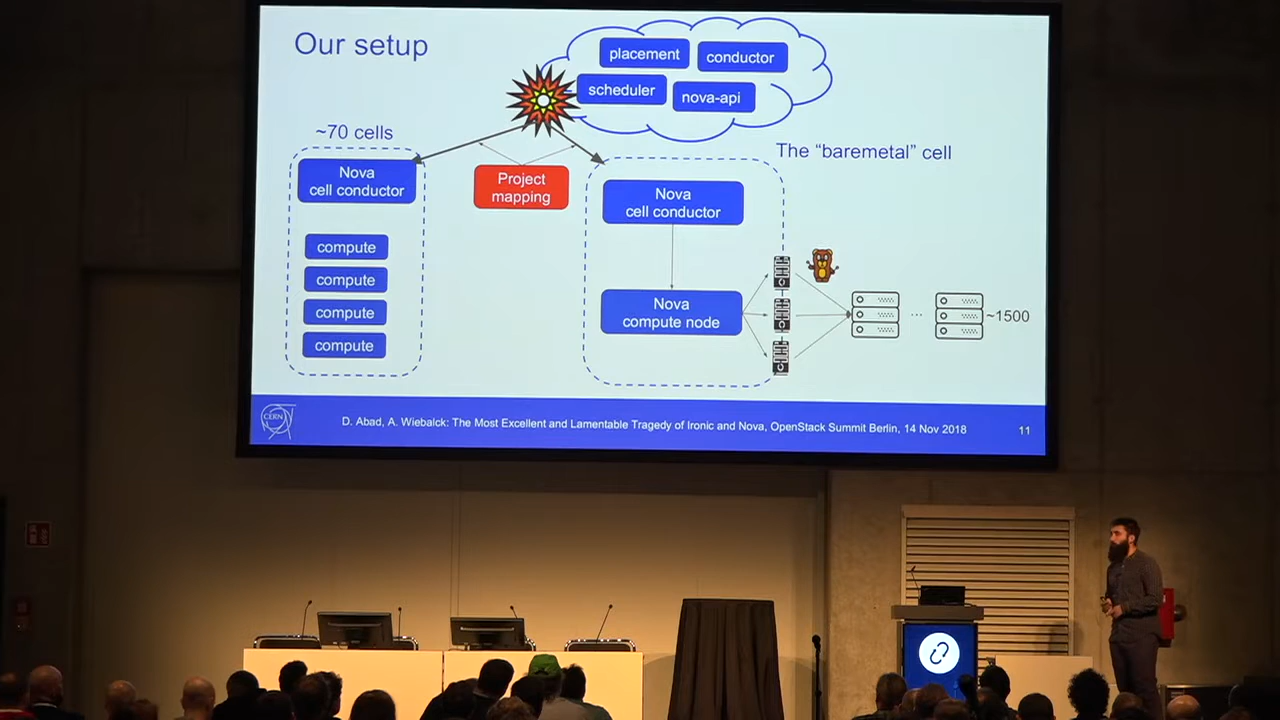 Our setup
placement
conductor
scheduler
nova-api
~70 cells
The “baremetal” cell
Nova
cell conductor
Project
mapping
Nova
cell conductor
compute
compute
compute
compute
Nova
compute node
...
~1500
CERN
D. Abad, A. Wiebalck: The Most Excellent and Lamentable Tragedy of Ironic and Nova, OpenStack Summit Berlin, 14 Nov 2018
11